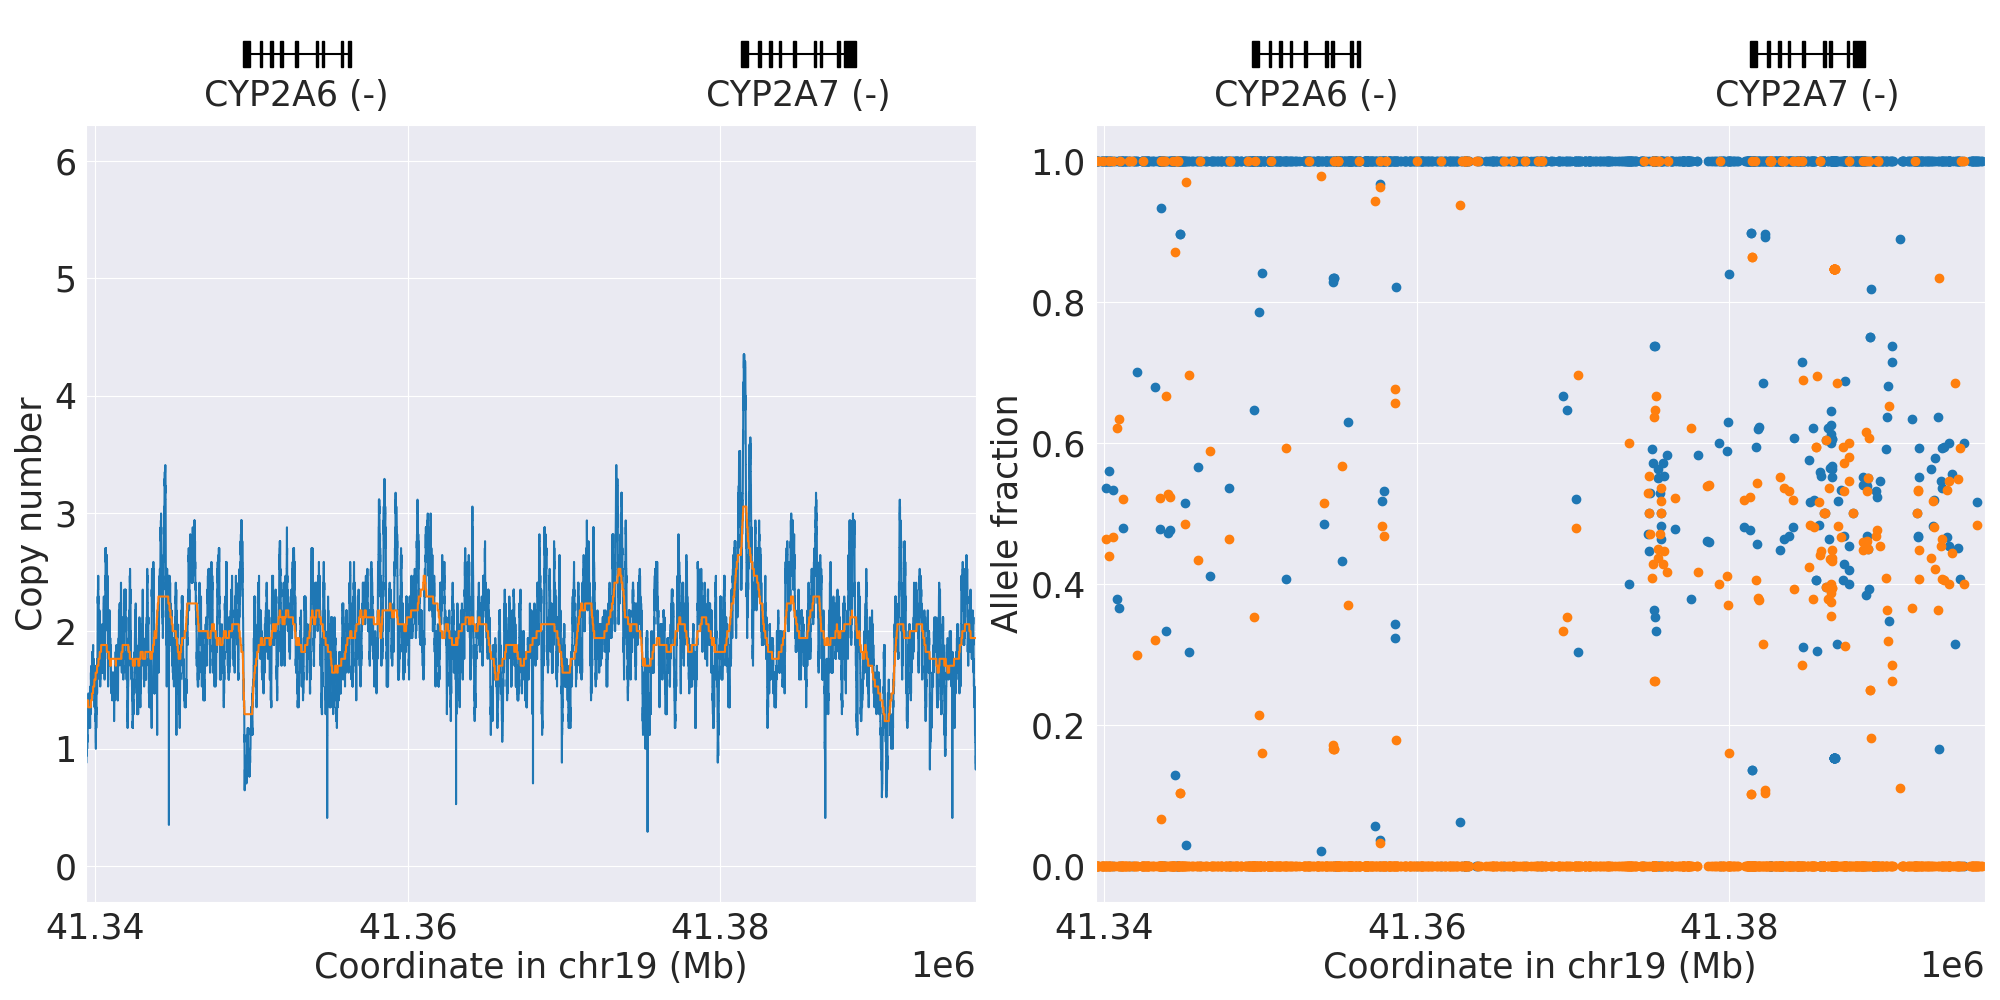 CYP2A6 (-) CYP2A7 (-)
6
5
4
3
2
1
0
Copy number
41.34 41.36 41.38
Coordinate in chr19 (Mb) 1e6
CYP2A6 (-) CYP2A7 (-)
1.0
0.8
0.6
0.4
0.2
0.0
Allele fraction
41.34 41.36 41.38
Coordinate in chr19 (Mb) 1e6